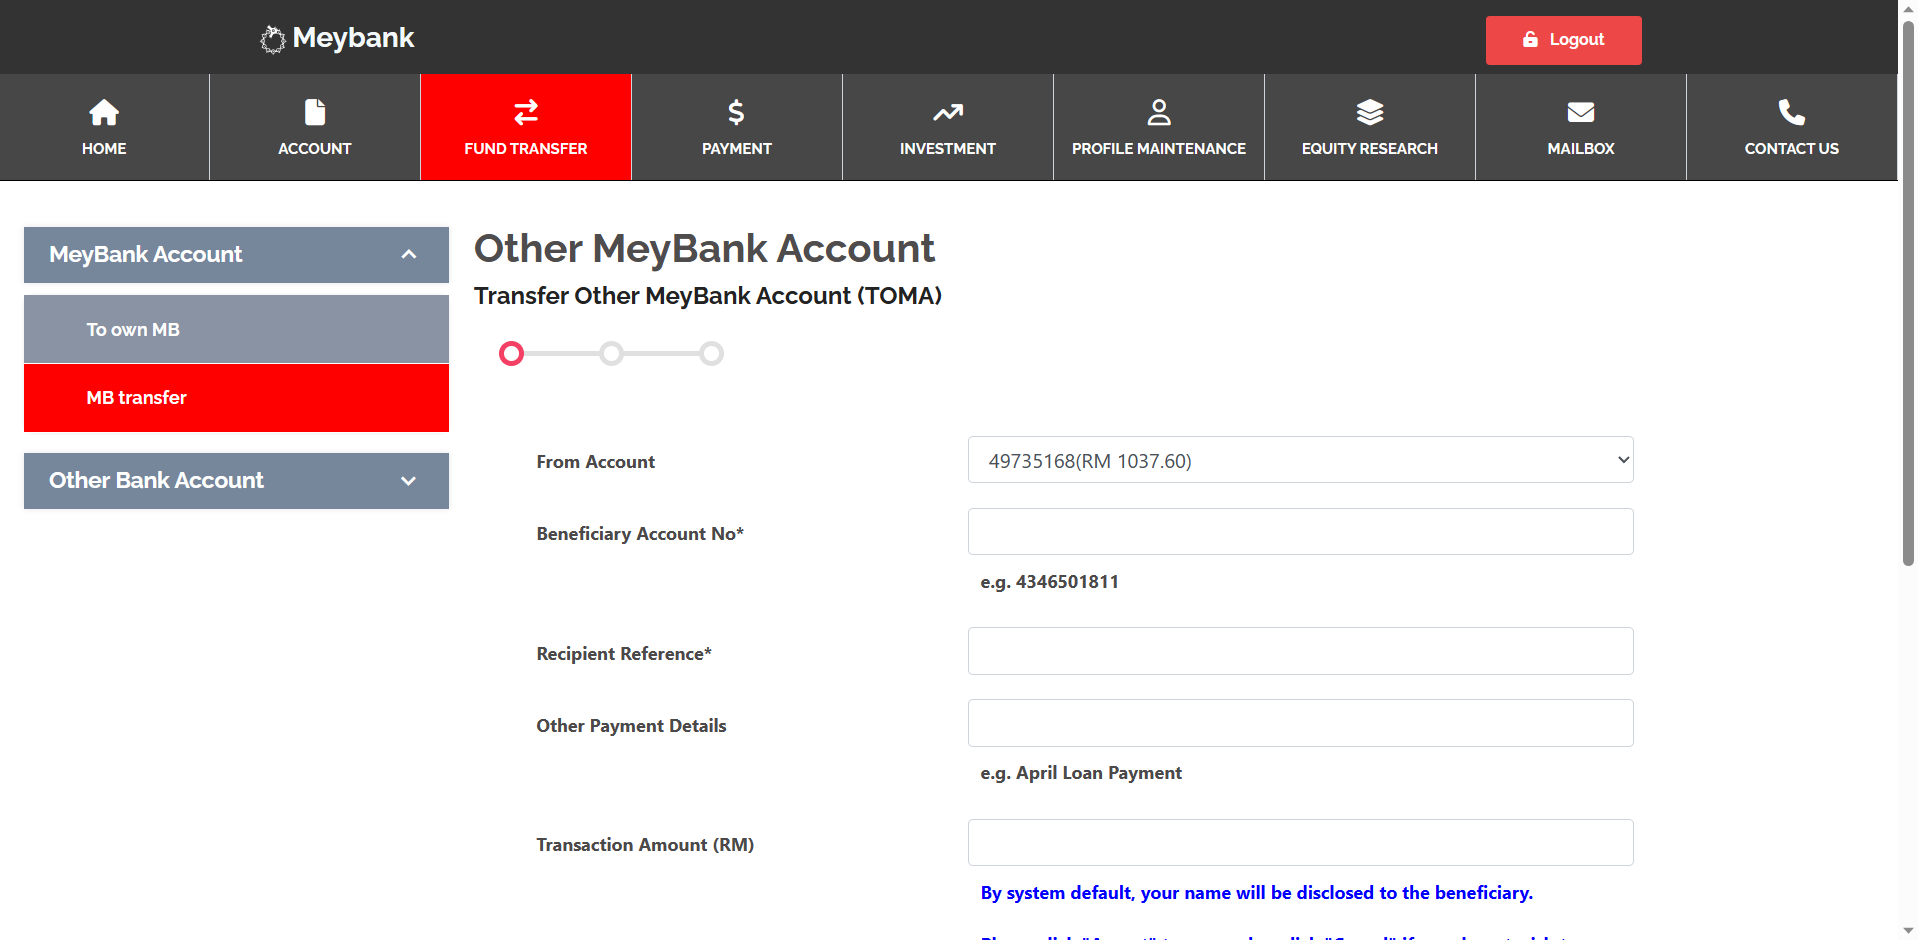 Meybank
Logout
HOME
ACCOUNT
FUND TRANSFER
PAYMENT
INVESTMENT
PROFILE MAINTENANCE
EQUITY RESEARCH
MAILBOX
CONTACT US
MeyBank Account
To own MB
MB transfer
Other Bank Account
Other MeyBank Account
Transfer Other MeyBank Account (TOMA)
From Account
49735168(RM 1037.60)
Beneficiary Account No*
e.g. 4346501811
Recipient Reference*
Other Payment Details
e.g. April Loan Payment
Transaction Amount (RM)
By system default, your name will be disclosed to the beneficiary.